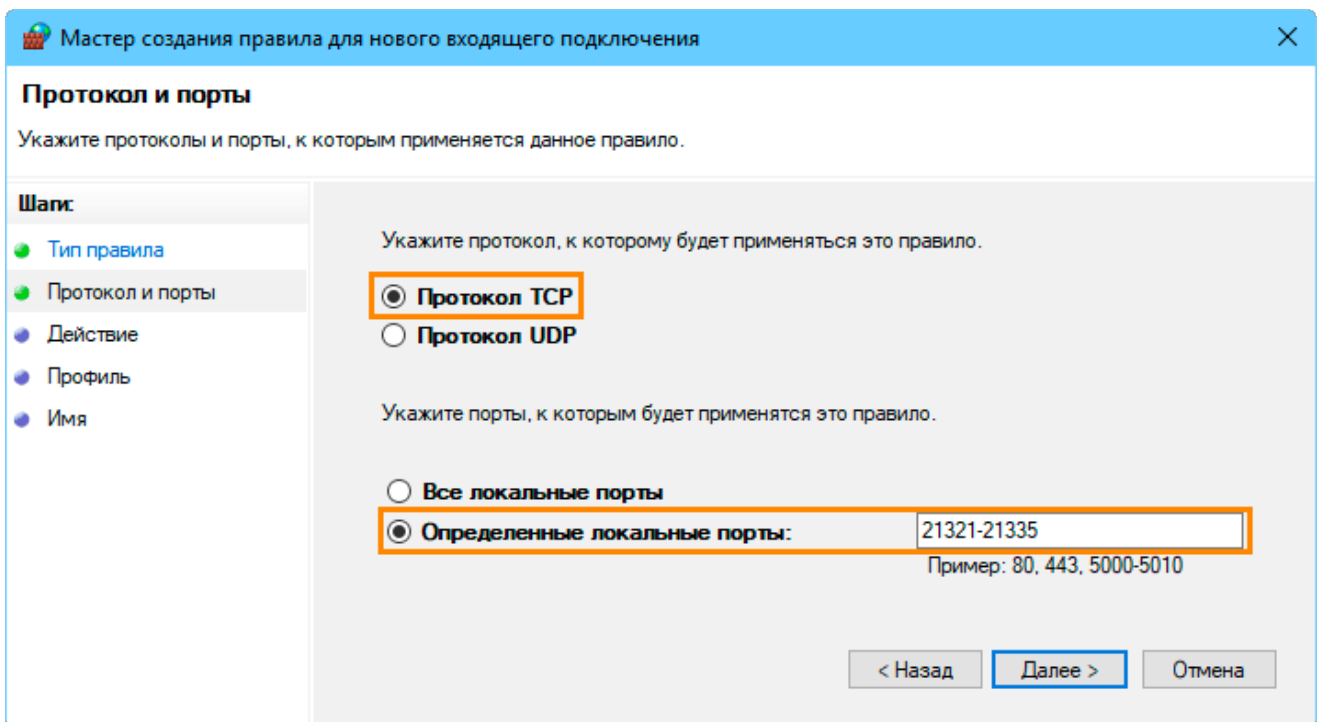 Мастер создания правила для нового входящего подключения
Протокол и порты
Укажите протоколы и порты, к которым применяется данное правило.
Шаги:
Тип правила
Протокол и порты
Действие
Профиль
Имя
Укажите протокол, к которому будет применяться это правило.
Протокол TCP
Протокол UDP
Укажите порты, к которым будет применятся это правило.
Все локальные порты
Определенные локальные порты: 21321-21335
Пример: 80, 443, 5000-5010
< Назад Далее > Отмена